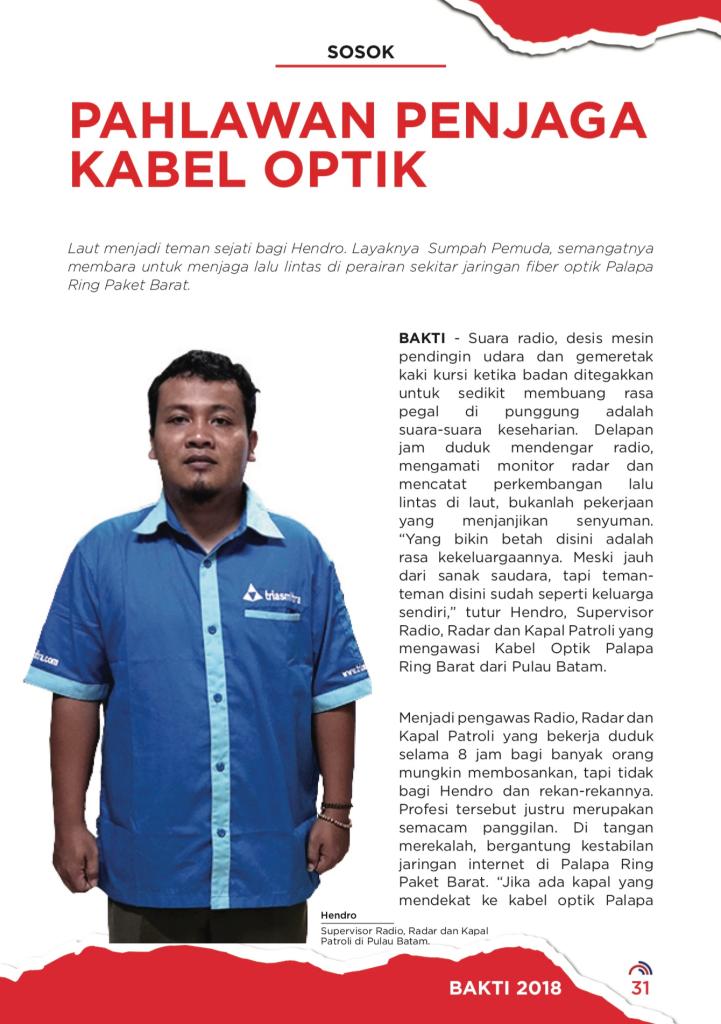 SOSOK
PAHLAWAN PENJAGA
KABEL OPTIK
Laut menjadi teman sejati bagi Hendro. Layaknya Sumpah Pemuda, semangatnya
membara untuk menjaga lalu lintas di perairan sekitar jaringan fiber optik Palapa
Ring Paket Barat.
BAKTI - Suara radio, desis mesin
pendingin udara dan gemeretak
kaki kursi ketika badan ditegakkan
untuk sedikit membuang rasa
pegal di punggung adalah
suara-suara keseharian. Delapan
jam duduk mendengar radio,
mengamati monitor radar dan
mencatat perkembangan lalu
lintas di laut, bukanlah pekerjaan
yang menjanjikan senyuman.
“Yang bikin betah disini adalah
rasa kekeluargaannya. Meski jauh
dari sanak saudara, tapi teman-
teman disini sudah seperti keluarga
sendiri,” tutur Hendro, Supervisor
Radio, Radar dan Kapal Patroli yang
mengawasi Kabel Optik Palapa
Ring Barat dari Pulau Batam.
Menjadi pengawas Radio, Radar dan
Kapal Patroli yang bekerja duduk
selama 8 jam bagi banyak orang
mungkin membosankan, tapi tidak
bagi Hendro dan rekan-rekannya.
Profesi tersebut justru merupakan
semacam panggilan. Di tangan
merekalah, bergantung kestabilan
jaringan internet di Palapa Ring
Paket Barat. “Jika ada kapal yang
mendekat ke kabel optik Palapa
triasmitra
itra.com
www.tria
Hendro
Supervisor Radio, Radar dan Kapal
Patroli di Pulau Batam.
BAKTI 2018
31